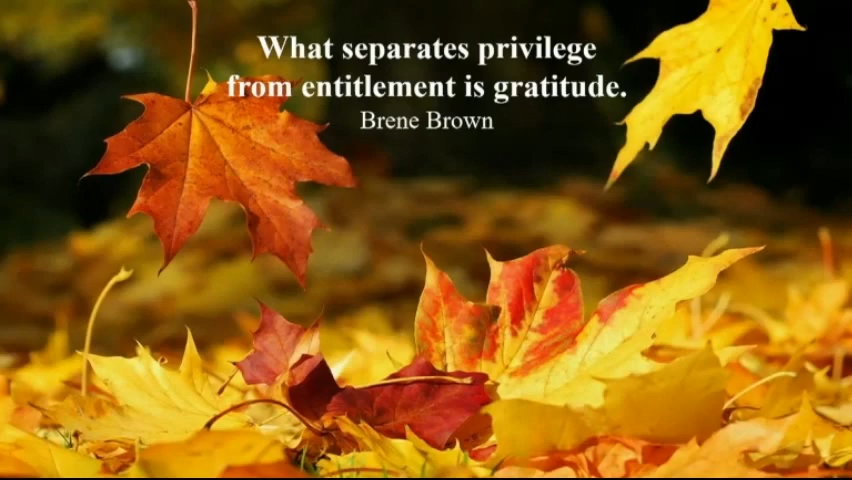 What separates privilege
from entitlement is gratitude.
Brene Brown